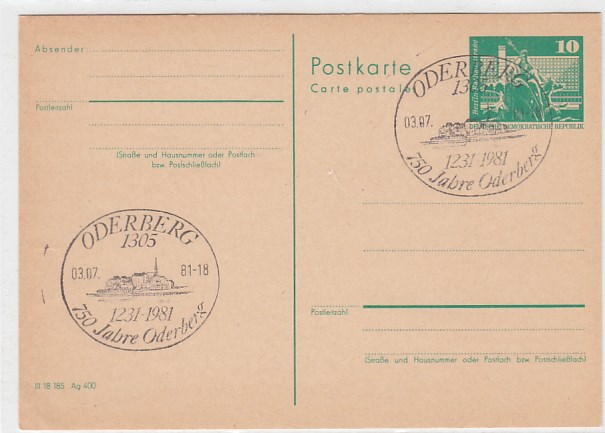 Absender
Postleitzahl
(Straße und Hausnummer oder Postfach
bzw. Postschließfach)
ODERBERG
1305
03.07. 81-18
1231-1981
750 Jahre Oderberg
III 18 185 Ag 400
Postkarte
Carte postale
10
Berlin-Rathausstraße
DEUTSCHE DEMOKRATISCHE REPUBLIK
ODERBERG
03.07.
1231-1981
750 Jahre Oderberg
Postleitzahl
(Straße und Hausnummer oder Postfach bzw. Postschließfach)